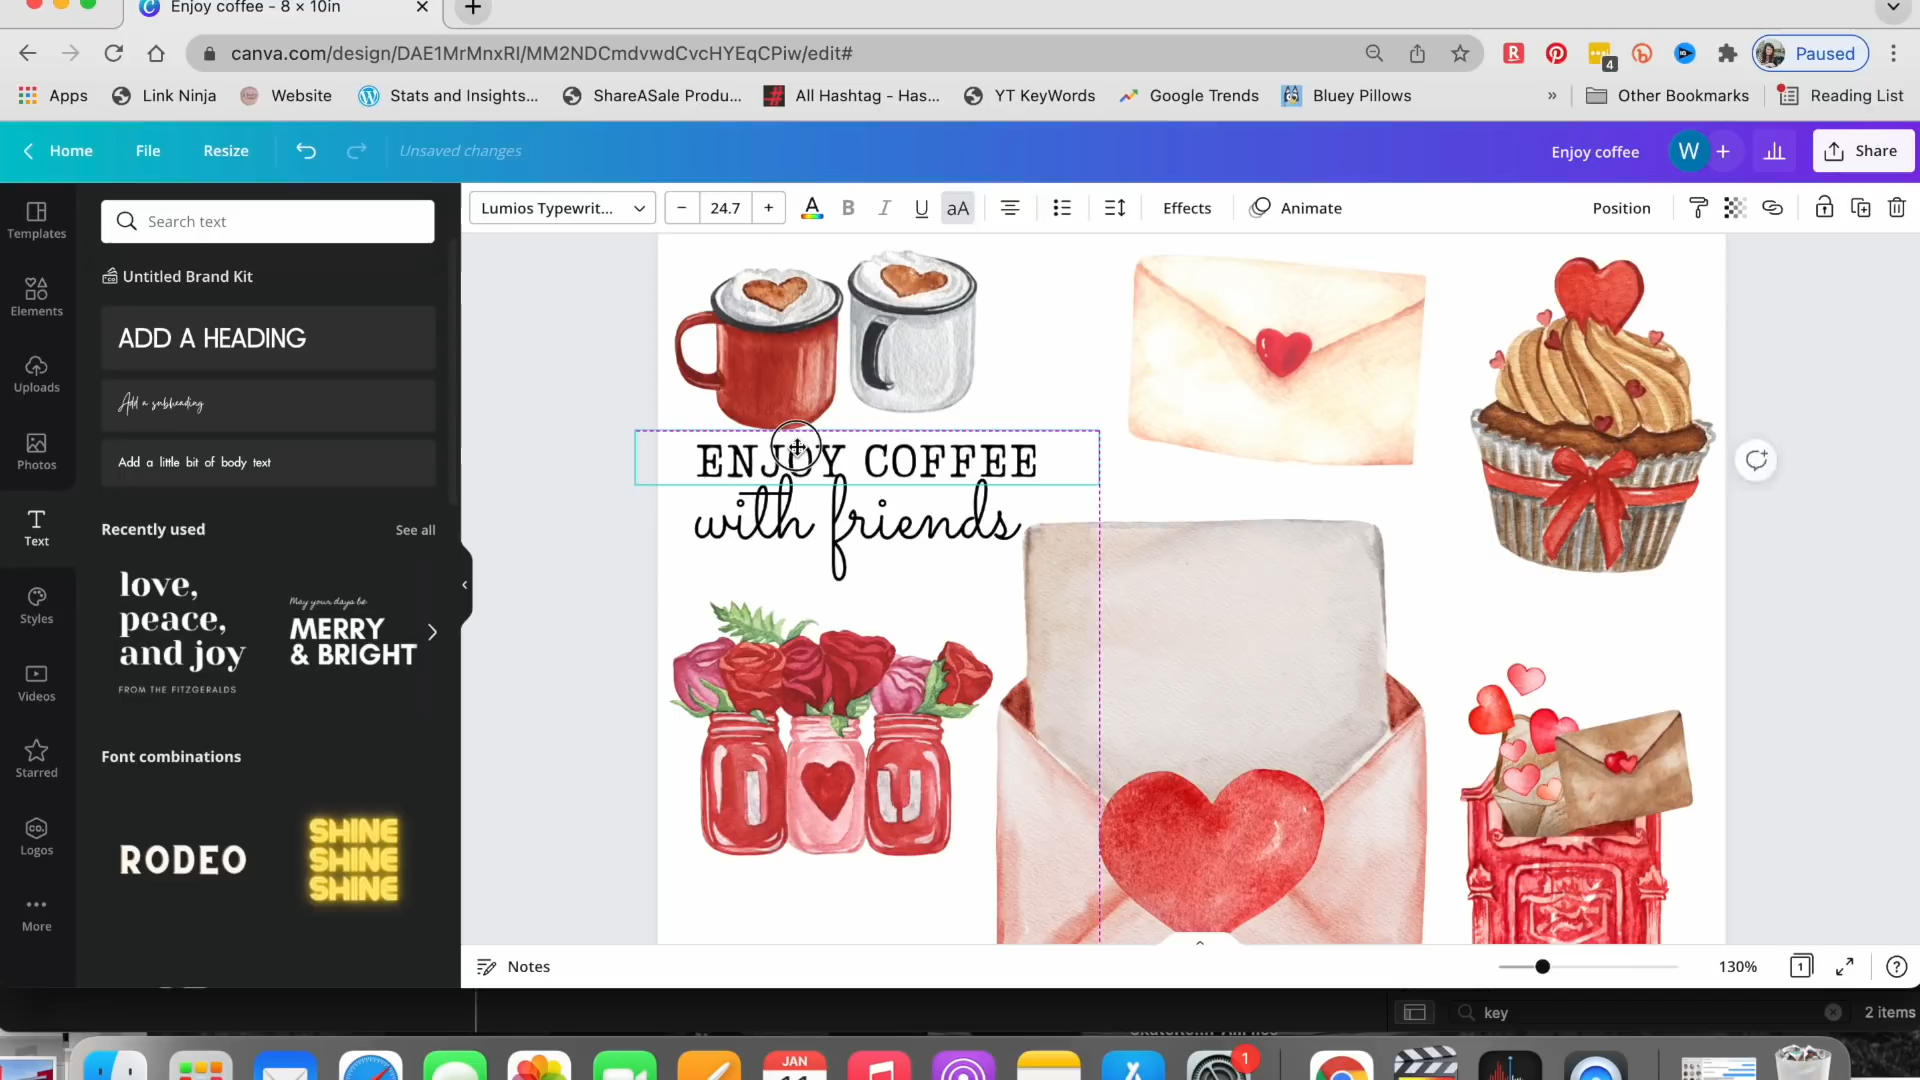 Enjoy coffee - 8 × 10in
canva.com/design/DAE1MrMnxRI/MM2NDCmdvwdCvcHYEqCPiw/edit#
4
Paused
Apps
Link Ninja
Website
Stats and Insights...
ShareASale Produ...
All Hashtag - Has...
YT KeyWords
Google Trends
Bluey Pillows
»
Other Bookmarks
Reading List
Home
File
Resize
Unsaved changes
Enjoy coffee
W
Share
Lumios Typewrit...
24.7
A
B
I
U
aA
Effects
Animate
Position
Templates
Elements
Uploads
Photos
Text
Styles
Videos
Starred
Logos
More
Search text
Untitled Brand Kit
ADD A HEADING
Add a subheading
Add a little bit of body text
Recently used
See all
love,
peace,
and joy
FROM THE FITZGERALDS
May your days be
MERRY
& BRIGHT
Font combinations
RODEO
SHINE
SHINE
SHINE
ENJOY COFFEE
with friends
I U
Notes
130%
1
key
2 items
JAN
1